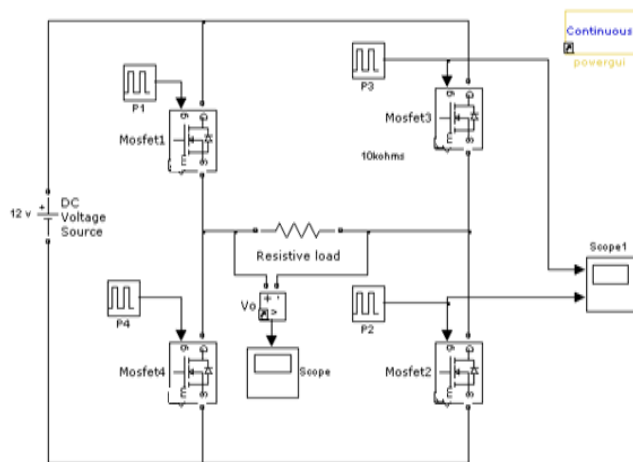 Continuous
powergui
P1
P3
g
D
m
S
Mosfet1
g
D
m
S
Mosfet3
10kohms
12 v
+
DC
Voltage
Source
Resistive load
Scope1
P4
Vo
+
-
v
P2
g
D
m
S
Mosfet4
Scope
g
D
m
S
Mosfet2